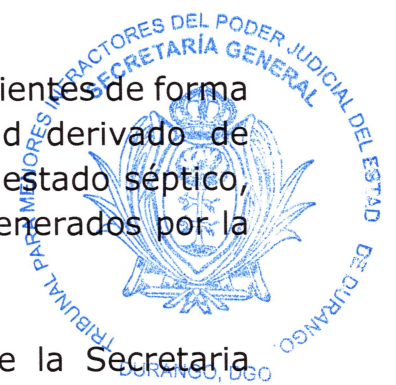 TRIBUNAL PARA MENORES INFRACTORES DEL PODER JUDICIAL DEL ESTADO DE DURANGO.
SECRETARÍA GENERAL
DURANGO, DGO
ientes de forma
d derivado de
estado séptico,
enerados por la
e la Secretaria